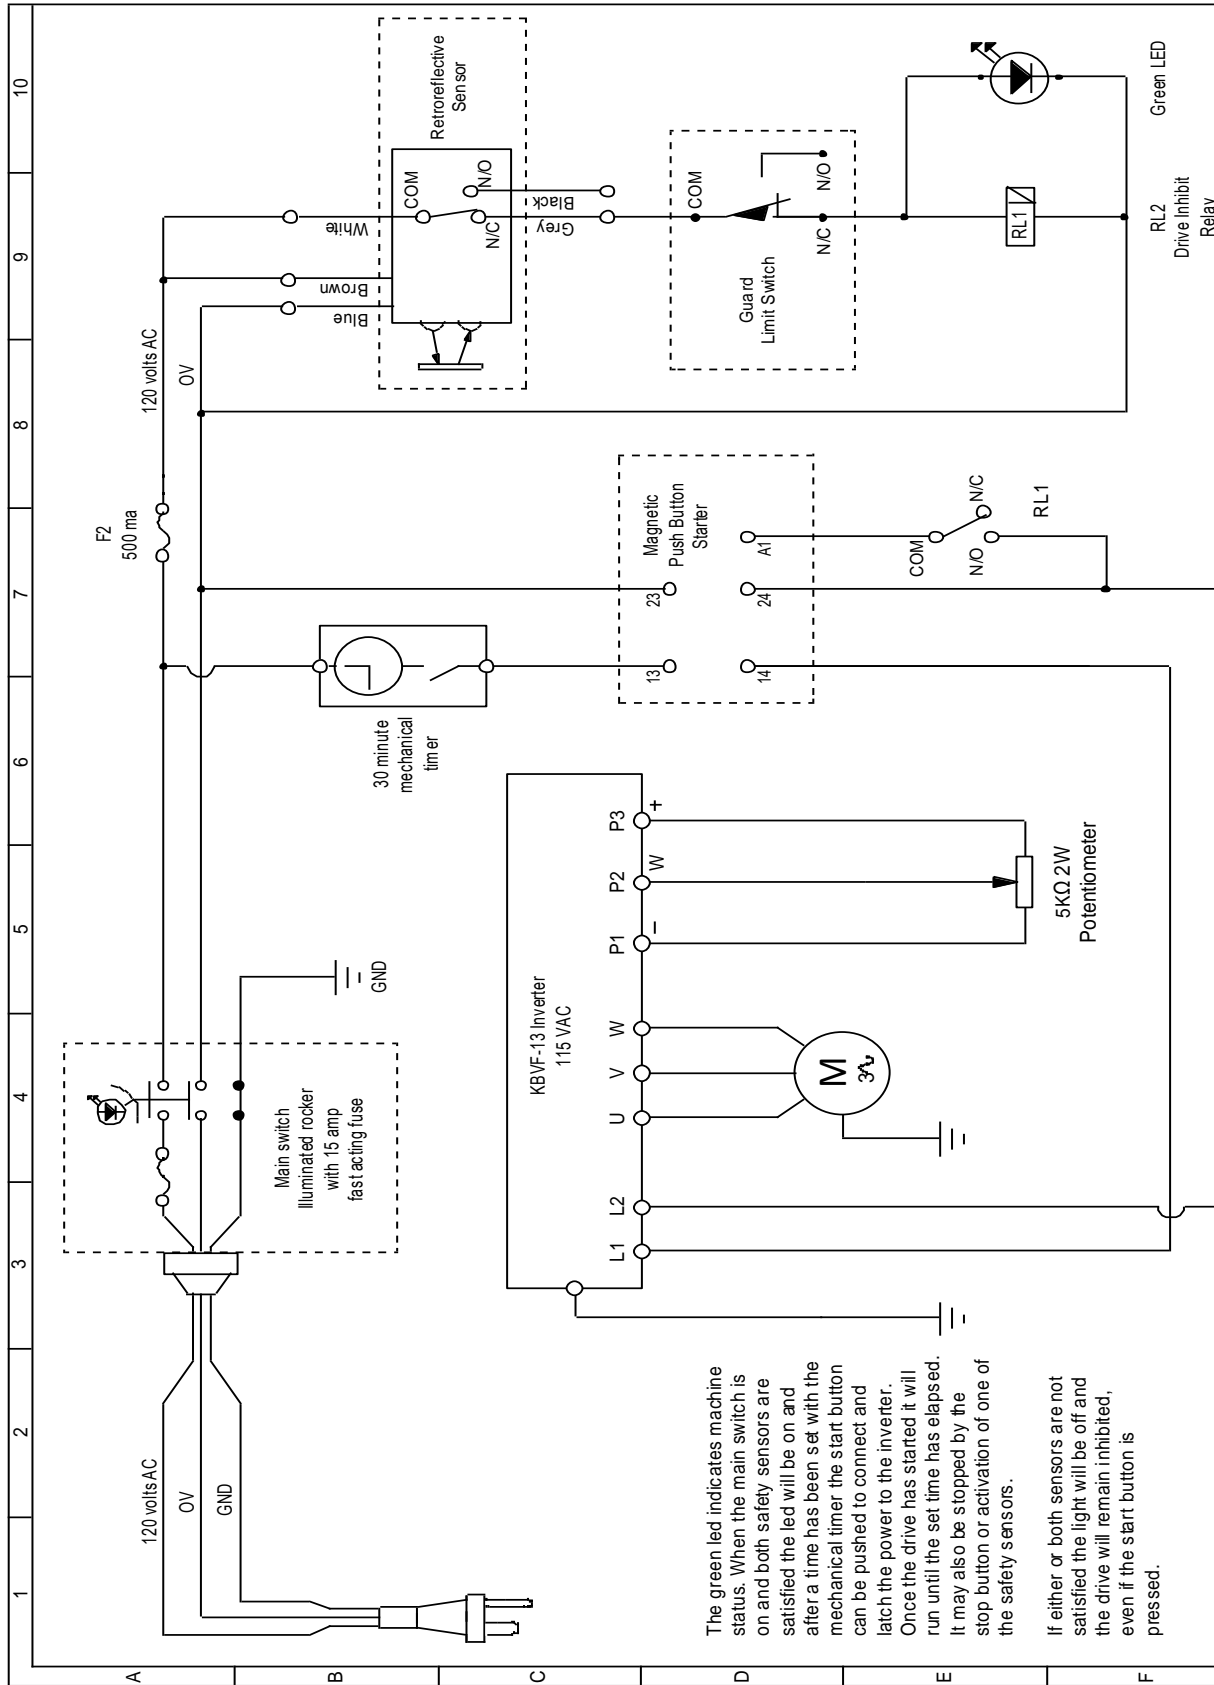 1
2
3
4
5
6
7
8
9
10
A
B
C
D
E
F
120 volts AC
OV
GND
Main switch
Illuminated rocker
with 15 amp
fast acting fuse
GND
F2
500 ma
120 volts AC
OV
30 minute
mechanical
timer
Blue
Brown
White
Retroreflective
Sensor
COM
N/C
N/O
Grey
Black
Guard
Limit Switch
COM
N/C
N/O
RL1
RL2
Drive Inhibit
Relay
Green LED
Magnetic
Push Button
Starter
13
23
14
24
A1
COM
N/O
N/C
RL1
KBVF-13 Inverter
115 VAC
L1
L2
U
V
W
P1
P2
P3
–
W
+
M
3
5KΩ 2W
Potentiometer
The green led indicates machine
status. When the main switch is
on and both safety sensors are
satisfied the led will be on and
after a time has been set with the
mechanical timer the start button
can be pushed to connect and
latch the power to the inverter.
Once the drive has started it will
run until the set time has elapsed.
It may also be stopped by the
stop button or activation of one of
the safety sensors.
If either or both sensors are not
satisfied the light will be off and
the drive will remain inhibited,
even if the start button is
pressed.